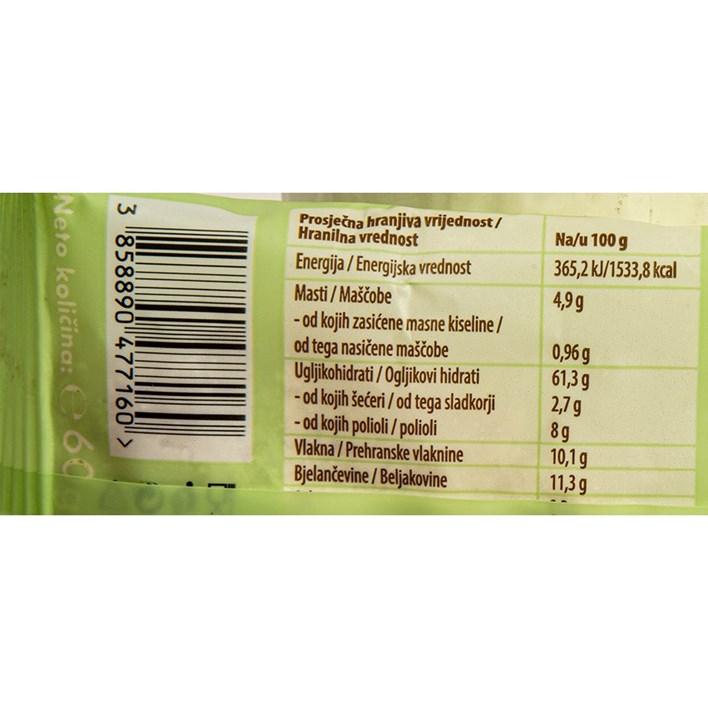 Neto količina: e 60
3 858890 477160 >
Prosječna hranjiva vrijednost /
Hranilna vrednost
Na/u 100 g
Energija / Energijska vrednost
365,2 kJ/1533,8 kcal
Masti / Maščobe
4,9 g
- od kojih zasićene masne kiseline /
od tega nasičene maščobe
0,96 g
Ugljikohidrati / Ogljikovi hidrati
61,3 g
- od kojih šećeri / od tega sladkorji
2,7 g
- od kojih polioli / polioli
8 g
Vlakna / Prehranske vlaknine
10,1 g
Bjelančevine / Beljakovine
11,3 g